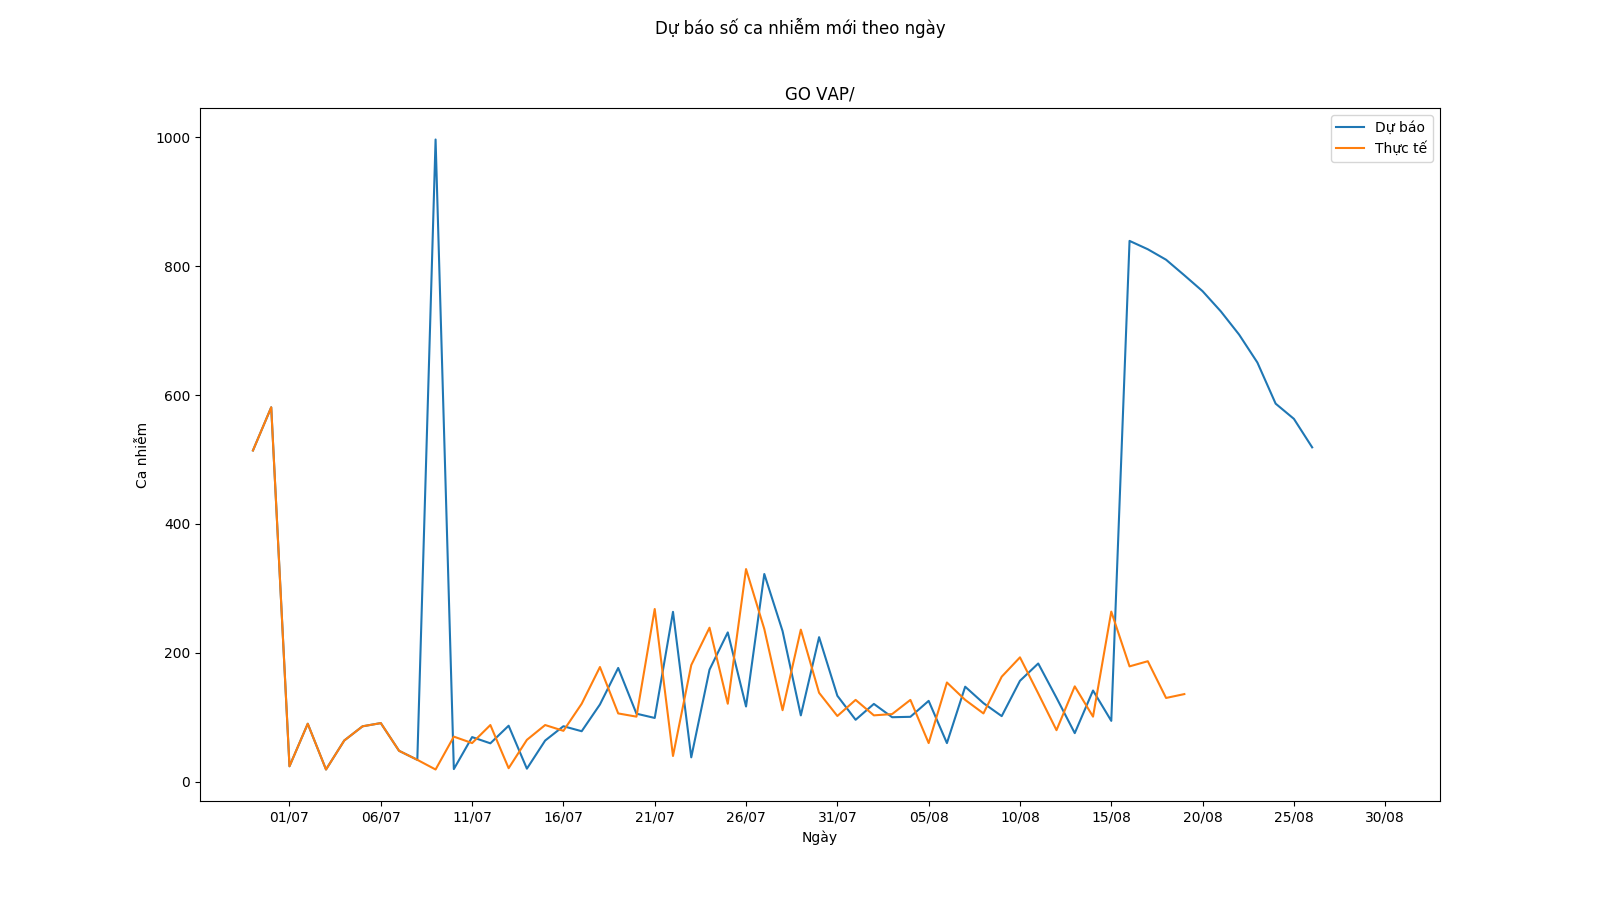 Dự báo số ca nhiễm mới theo ngày
GO VAP/
Dự báo
Thực tế
1000
800
600
400
200
0
Ca nhiễm
01/07 06/07 11/07 16/07 21/07 26/07 31/07 05/08 10/08 15/08 20/08 25/08 30/08
Ngày